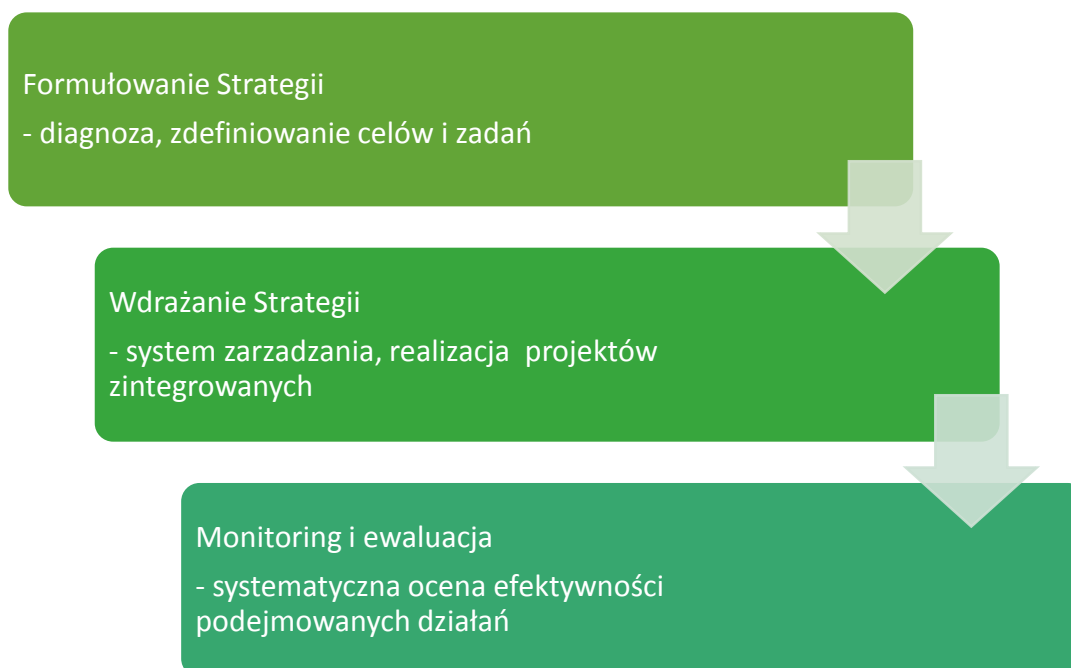 Formułowanie Strategii
- diagnoza, zdefiniowanie celów i zadań
Wdrażanie Strategii
- system zarzadzania, realizacja  projektów
zintegrowanych
Monitoring i ewaluacja
- systematyczna ocena efektywności
podejmowanych działań